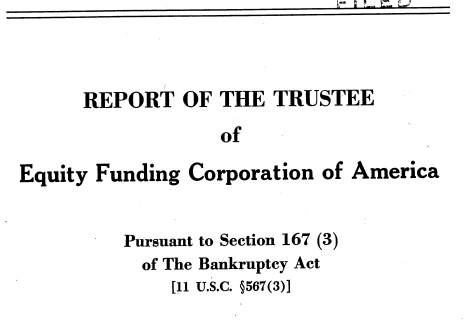 FILED
REPORT OF THE TRUSTEE
of
Equity Funding Corporation of America
Pursuant to Section 167 (3)
of The Bankruptcy Act
[11 U.S.C. §567(3)]